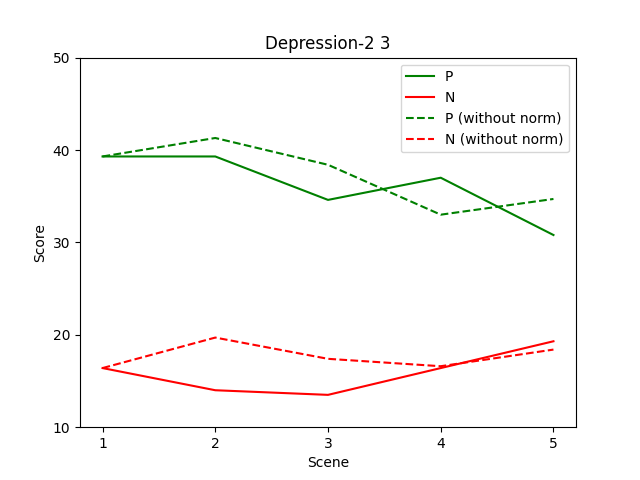 Depression-2 3
50
40
30
20
10
Score
1 2 3 4 5
Scene
P
N
P (without norm)
N (without norm)